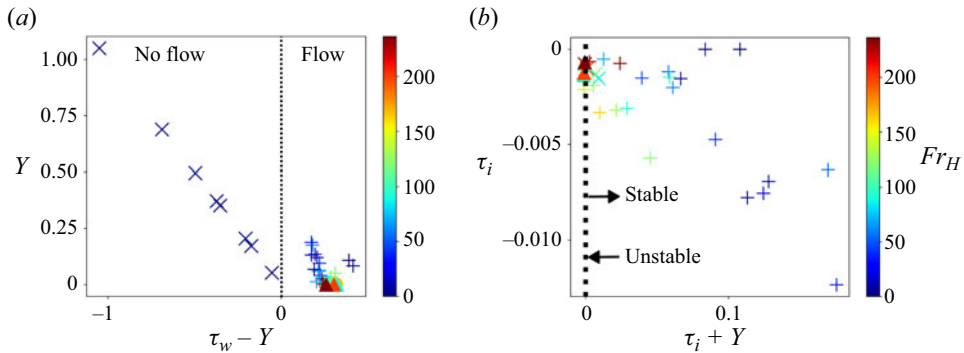 (a)
No flow
Flow
1.00
0.75
Y
0.50
0.25
0
−1
0
τw – Y
200
150
100
50
0
(b)
0
−0.005
τi
−0.010
Stable
Unstable
0
0.1
τi + Y
200
150
FrH
100
50
0